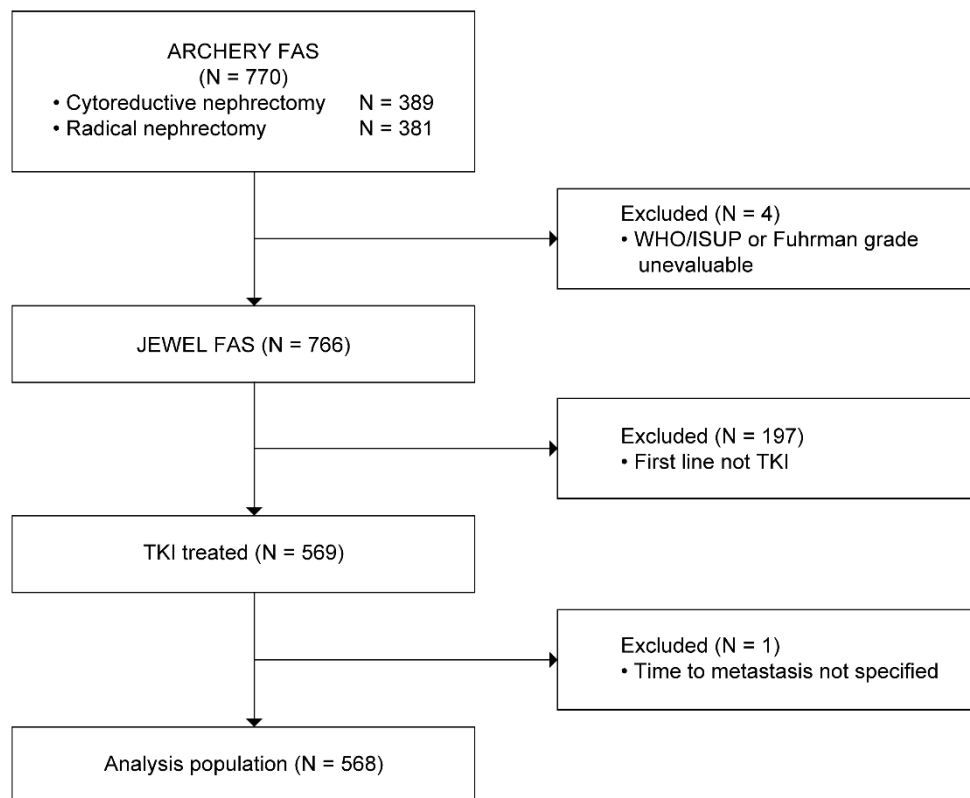 ARCHERY FAS
(N = 770)
• Cytoreductive nephrectomy N = 389
• Radical nephrectomy N = 381
Excluded (N = 4)
• WHO/ISUP or Fuhrman grade
unevaluable
JEWEL FAS (N = 766)
Excluded (N = 197)
• First line not TKI
TKI treated (N = 569)
Excluded (N = 1)
• Time to metastasis not specified
Analysis population (N = 568)